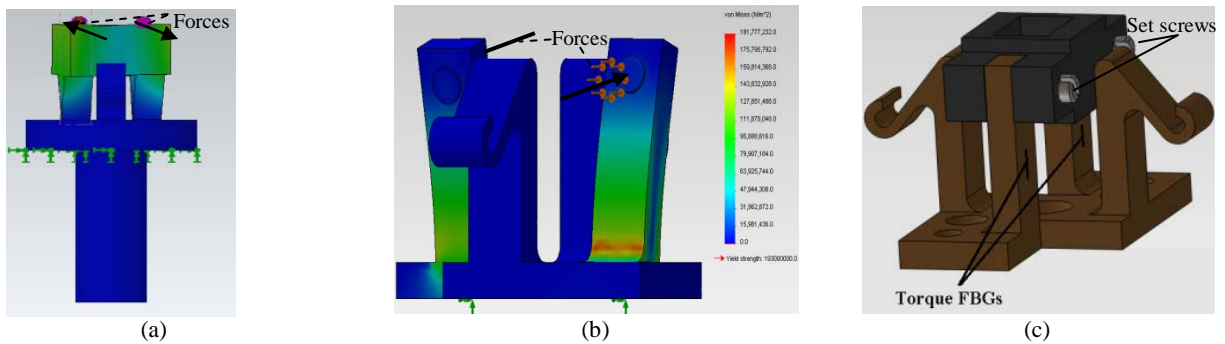 Forces
(a)
Forces
von Mises (N/m^2)
191,777,232.0
175,795,792.0
159,814,368.0
143,832,928.0
127,851,488.0
111,870,048.0
95,888,616.0
79,907,184.0
63,925,744.0
47,944,308.0
31,962,872.0
15,981,436.0
0.0
Yield strength: 193000000.0
(b)
Set screws
Torque FBGs
(c)